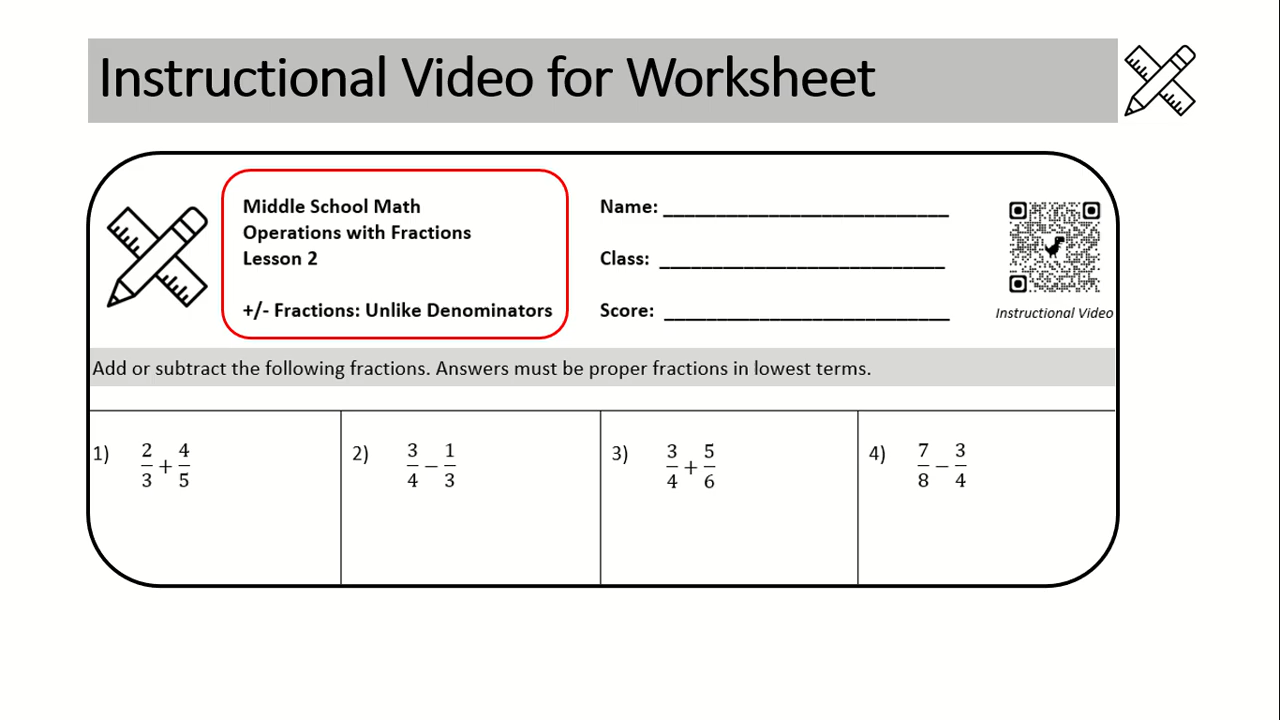 Instructional Video for Worksheet
Middle School Math
Operations with Fractions
Lesson 2
+/- Fractions: Unlike Denominators
Name: ___________________________
Class: ___________________________
Score: ___________________________
Instructional Video
Add or subtract the following fractions. Answers must be proper fractions in lowest terms.
1) 2/3 + 4/5
2) 3/4 − 1/3
3) 3/4 + 5/6
4) 7/8 − 3/4